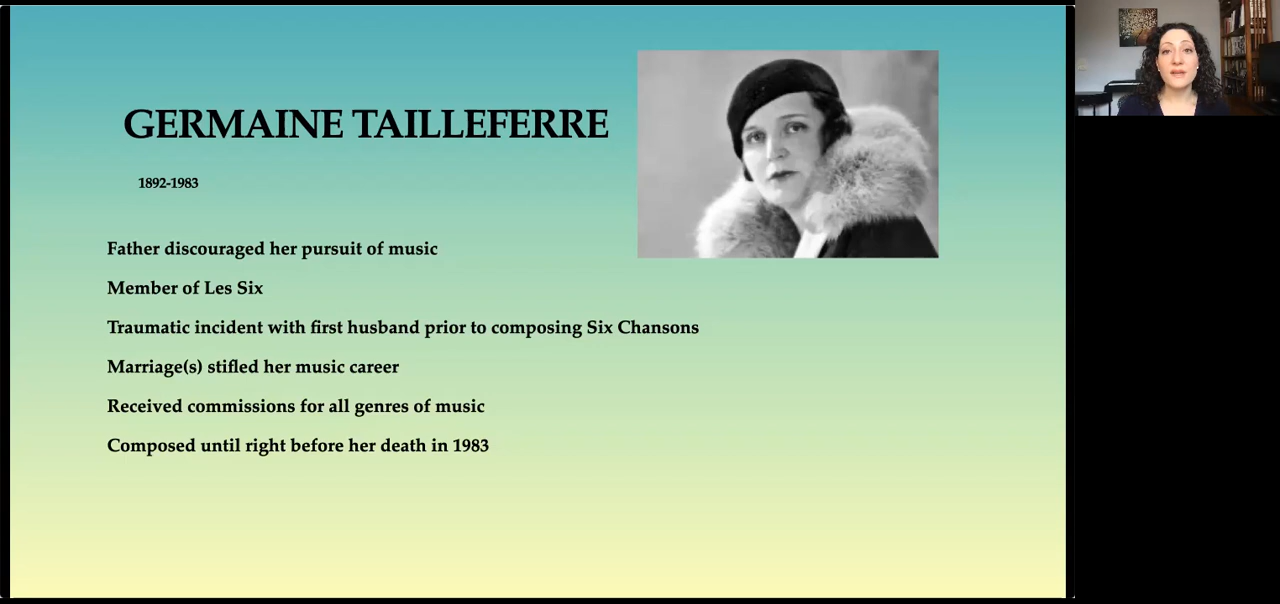 GERMAINE TAILLEFERRE
1892-1983
Father discouraged her pursuit of music
Member of Les Six
Traumatic incident with first husband prior to composing Six Chansons
Marriage(s) stifled her music career
Received commissions for all genres of music
Composed until right before her death in 1983